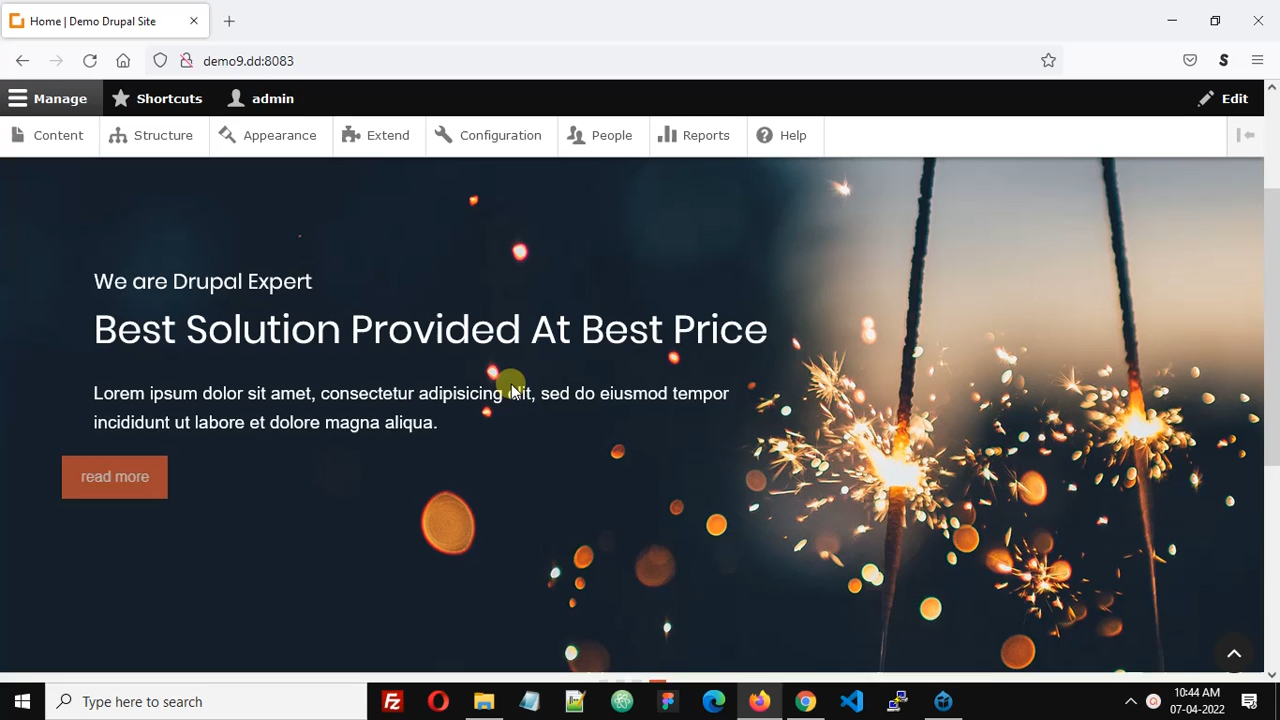 Home | Demo Drupal Site
demo9.dd:8083
Manage Shortcuts admin Edit
Content Structure Appearance Extend Configuration People Reports Help
We are Drupal Expert
Best Solution Provided At Best Price
Lorem ipsum dolor sit amet, consectetur adipisicing elit, sed do eiusmod tempor
incididunt ut labore et dolore magna aliqua.
read more
Type here to search
10:44 AM
07-04-2022